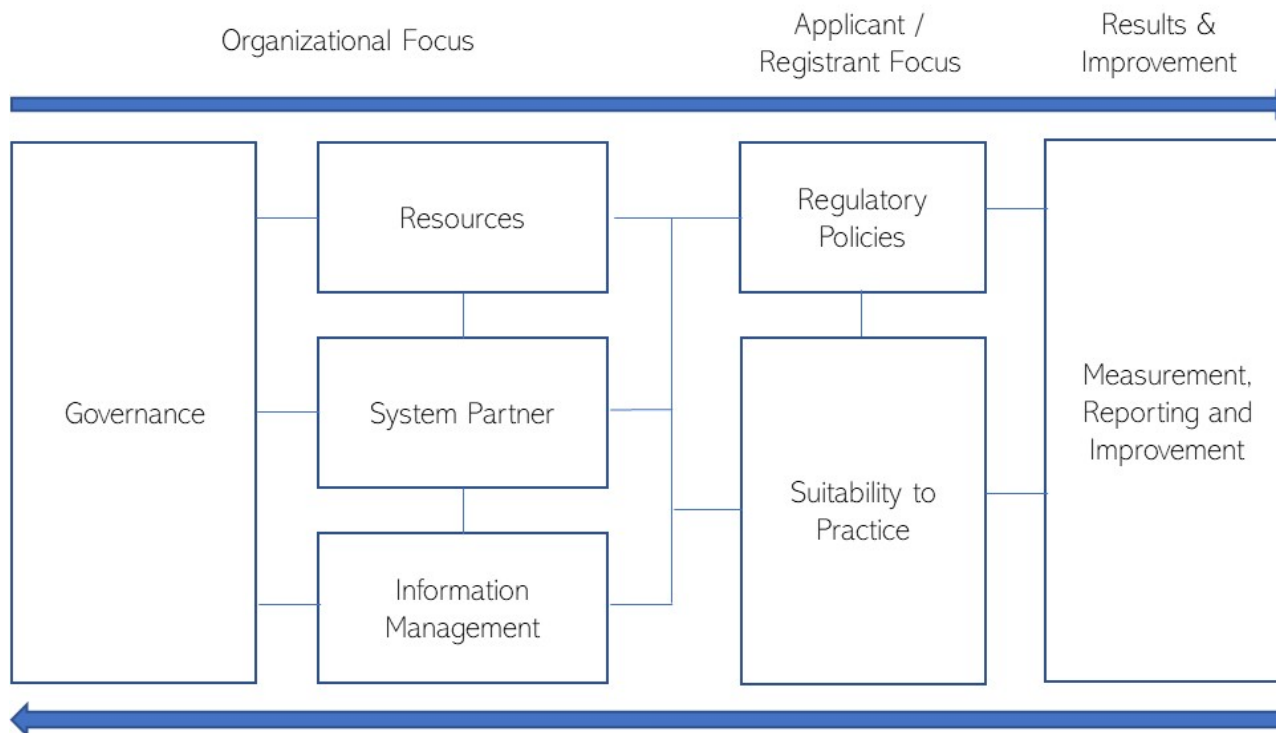 Organizational Focus
Applicant /
Registrant Focus
Results &
Improvement
Governance
Resources
System Partner
Information
Management
Regulatory
Policies
Suitability to
Practice
Measurement,
Reporting and
Improvement